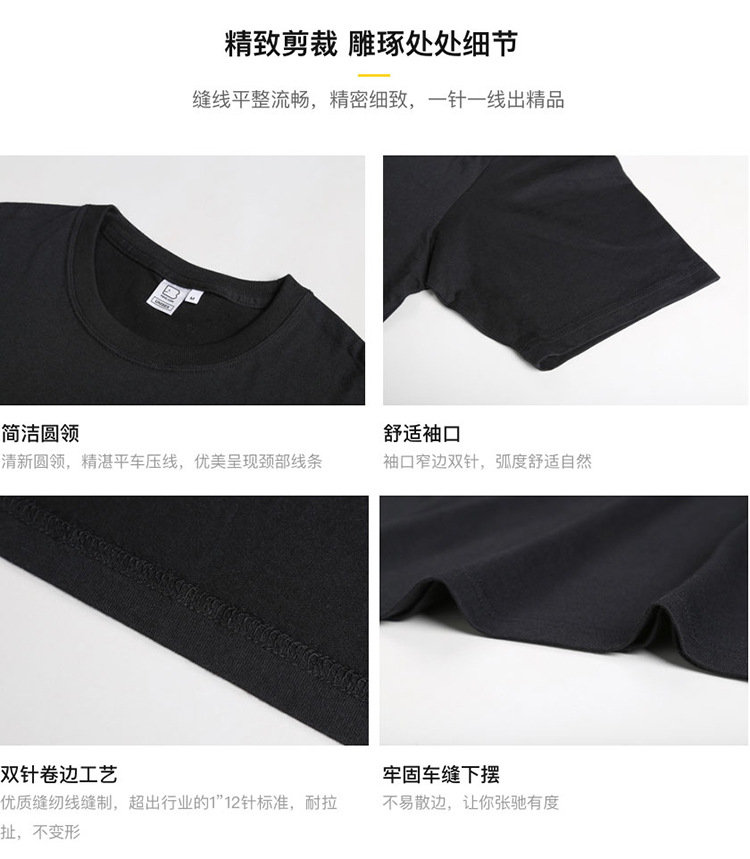 精致剪裁 雕琢处处细节
缝线平整流畅，精密细致，一针一线出精品
M
UNISEX
简洁圆领
清新圆领，精湛平车压线，优美呈现颈部线条
舒适袖口
袖口窄边双针，弧度舒适自然
双针卷边工艺
优质缝纫线缝制，超出行业的1”12针标准，耐拉
扯，不变形
牢固车缝下摆
不易散边，让你张驰有度